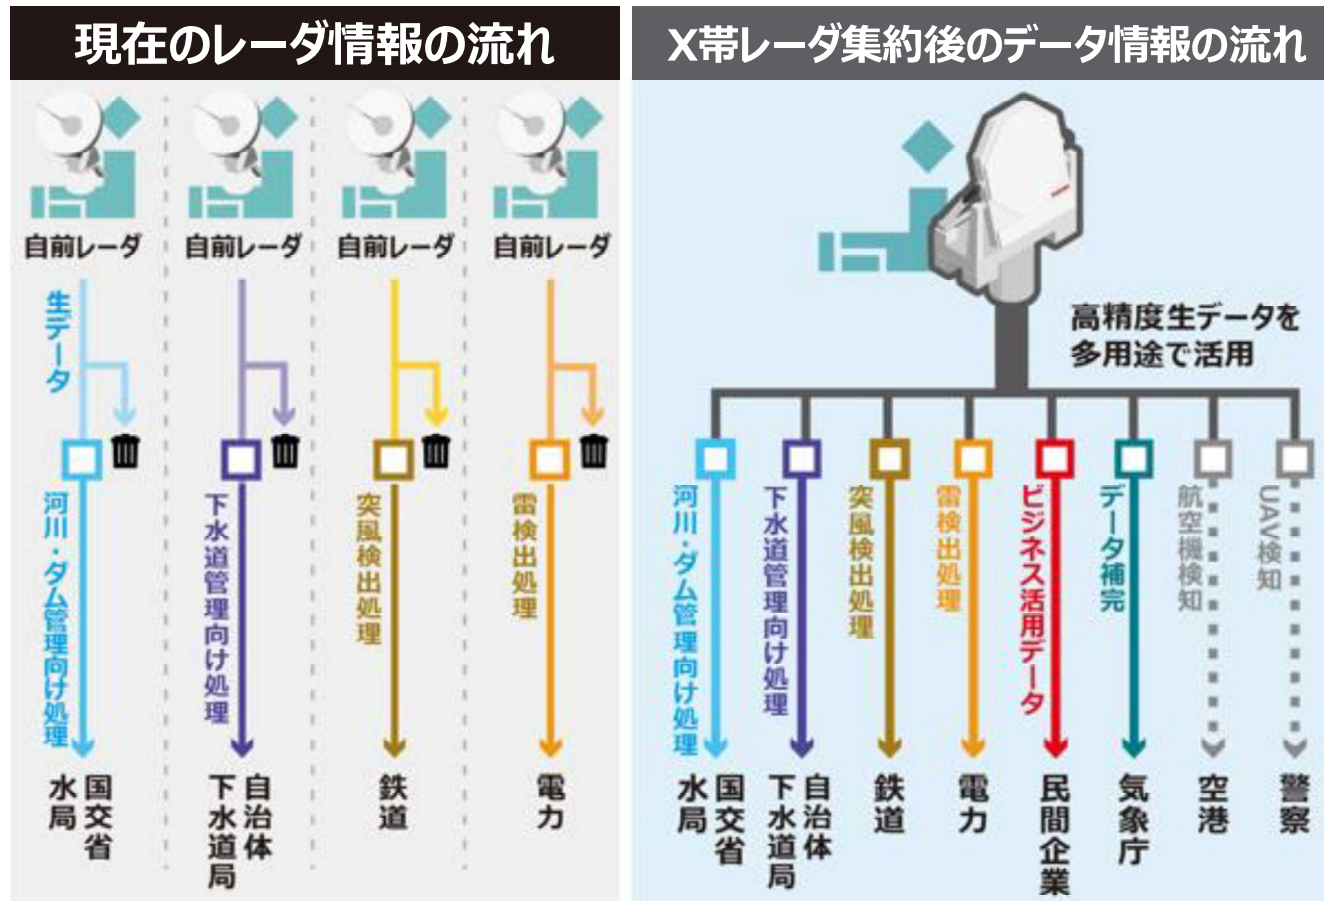 現在のレーダ情報の流れ
自前レーダ
自前レーダ
自前レーダ
自前レーダ
生データ
河川・ダム管理向け処理
下水道管理向け処理
突風検出処理
雷検出処理
国交省
水局
自治体
下水道局
鉄道
電力
X帯レーダ集約後のデータ情報の流れ
高精度生データを
多用途で活用
河川・ダム管理向け処理
下水道管理向け処理
突風検出処理
雷検出処理
ビジネス活用データ
データ補完
航空機検知
UAV検知
国交省
水局
自治体
下水道局
鉄道
電力
民間企業
気象庁
空港
警察